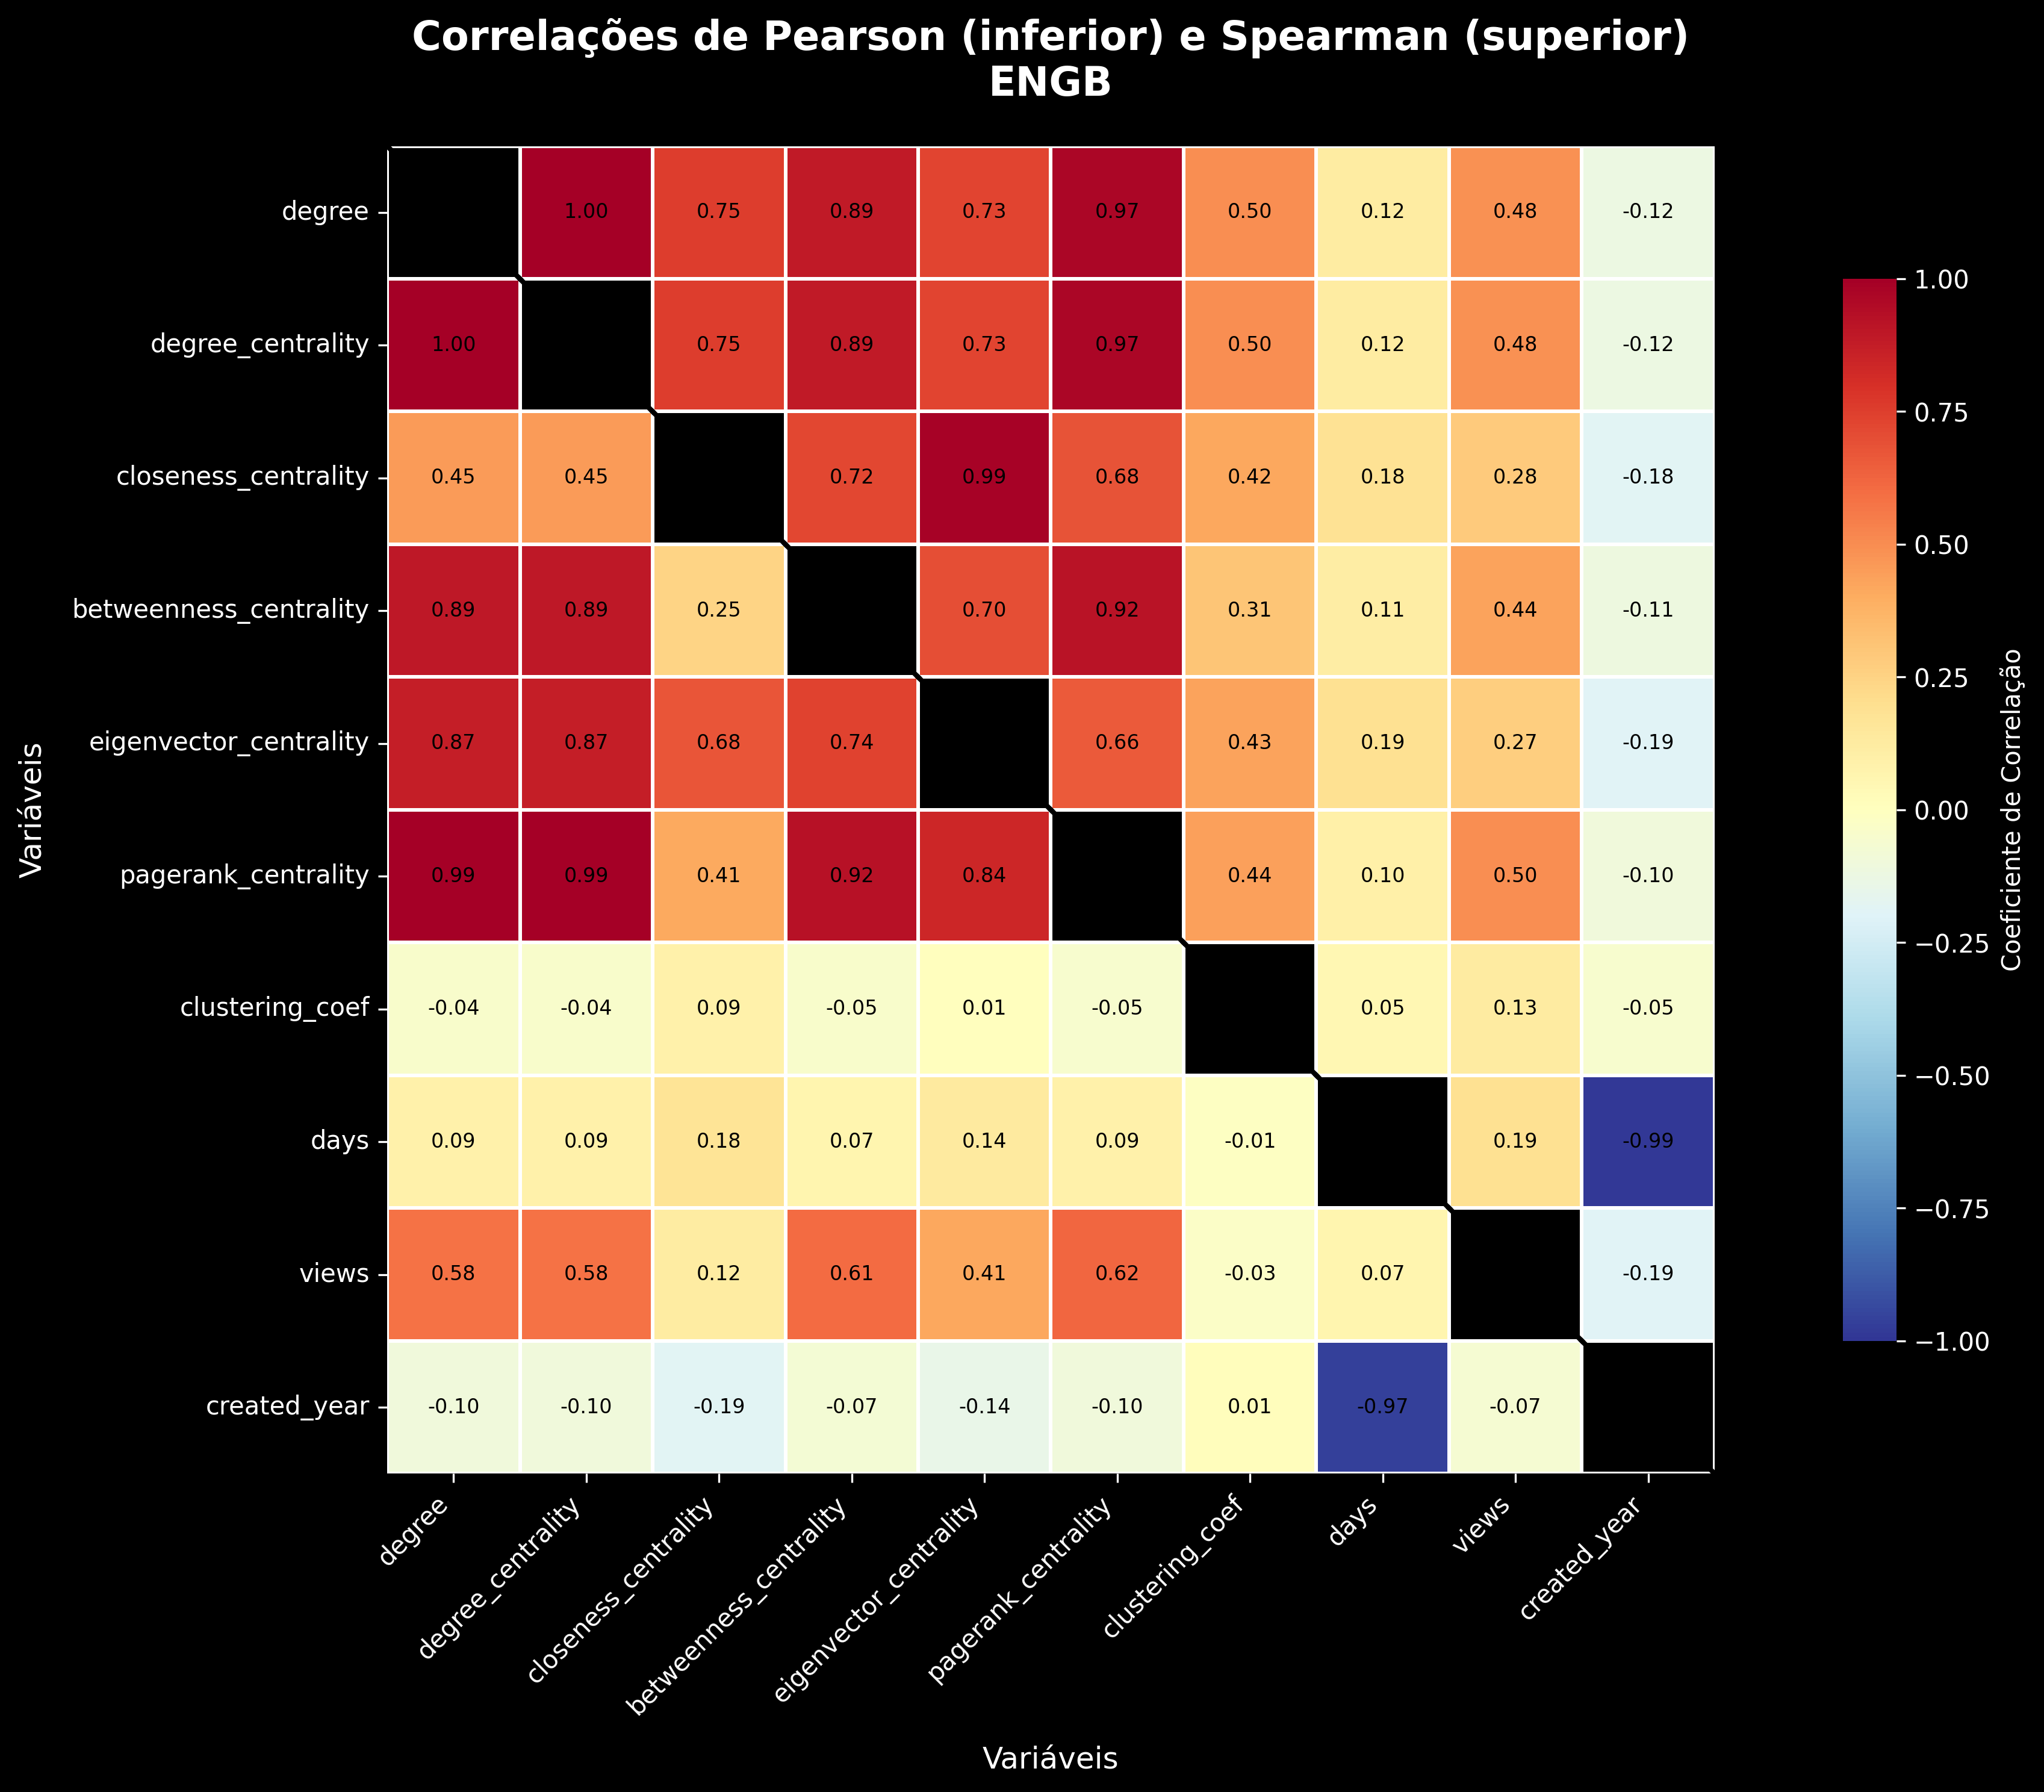 Correlações de Pearson (inferior) e Spearman (superior)
ENGB
degree 1.00 0.75 0.89 0.73 0.97 0.50 0.12 0.48 -0.12
degree_centrality 1.00 0.75 0.89 0.73 0.97 0.50 0.12 0.48 -0.12
closeness_centrality 0.45 0.45 0.72 0.99 0.68 0.42 0.18 0.28 -0.18
betweenness_centrality 0.89 0.89 0.25 0.70 0.92 0.31 0.11 0.44 -0.11
eigenvector_centrality 0.87 0.87 0.68 0.74 0.66 0.43 0.19 0.27 -0.19
pagerank_centrality 0.99 0.99 0.41 0.92 0.84 0.44 0.10 0.50 -0.10
clustering_coef -0.04 -0.04 0.09 -0.05 0.01 -0.05 0.05 0.13 -0.05
days 0.09 0.09 0.18 0.07 0.14 0.09 -0.01 0.19 -0.99
views 0.58 0.58 0.12 0.61 0.41 0.62 -0.03 0.07 -0.19
created_year -0.10 -0.10 -0.19 -0.07 -0.14 -0.10 0.01 -0.97 -0.07
degree
degree_centrality
closeness_centrality
betweenness_centrality
eigenvector_centrality
pagerank_centrality
clustering_coef
days
views
created_year
Variáveis
Variáveis
1.00
0.75
0.50
0.25
0.00
−0.25
−0.50
−0.75
−1.00
Coeficiente de Correlação